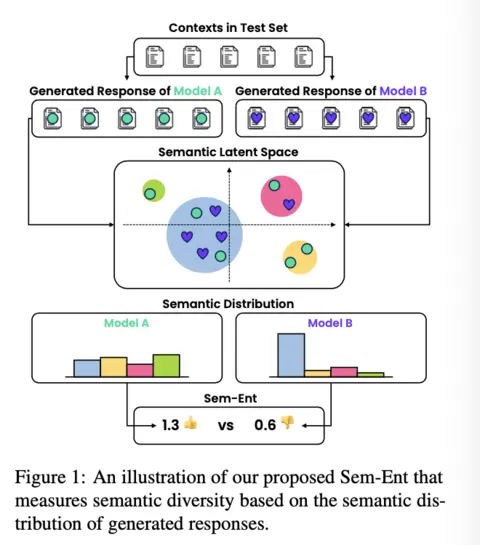 Contexts in Test Set
Generated Response of Model A
Generated Response of Model B
Semantic Latent Space
Semantic Distribution
Model A
Model B
Sem-Ent
1.3 👍 vs 0.6 👎
Figure 1: An illustration of our proposed Sem-Ent that
measures semantic diversity based on the semantic dis-
tribution of generated responses.